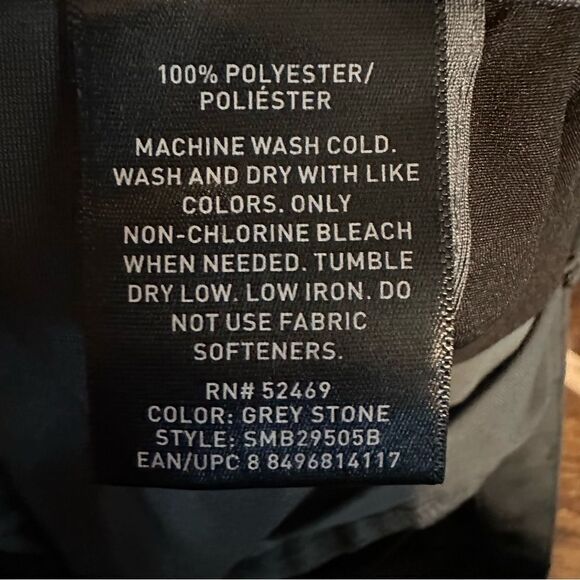 100% POLYESTER/
POLIÉSTER
MACHINE WASH COLD.
WASH AND DRY WITH LIKE
COLORS. ONLY
NON-CHLORINE BLEACH
WHEN NEEDED. TUMBLE
DRY LOW. LOW IRON. DO
NOT USE FABRIC
SOFTENERS.
RN# 52469
COLOR: GREY STONE
STYLE: SMB29505B
EAN/UPC 8 8496814117